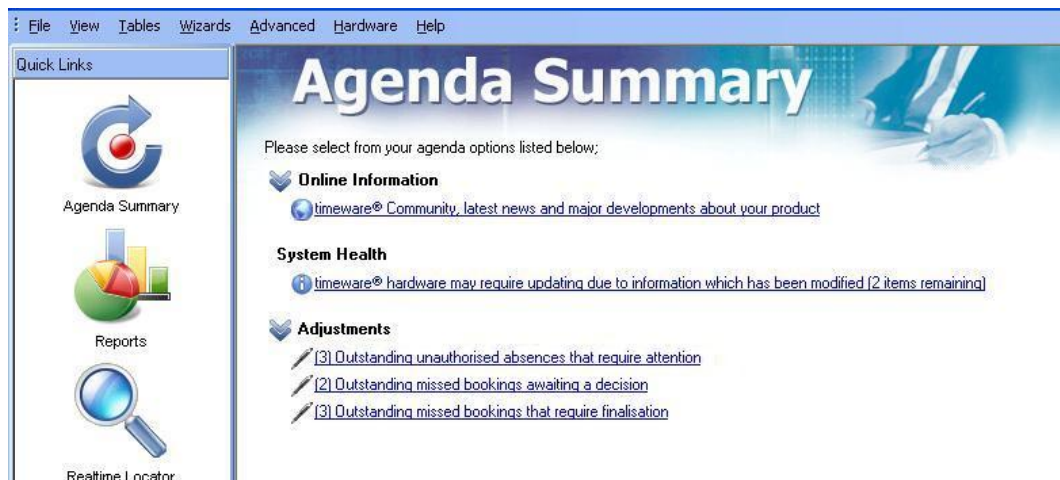 File View Tables Wizards Advanced Hardware Help
Quick Links
Agenda Summary
Please select from your agenda options listed below;
Online Information
timeware® Community, latest news and major developments about your product
Agenda Summary
System Health
timeware® hardware may require updating due to information which has been modified (2 items remaining)
Adjustments
Reports
(3) Outstanding unauthorised absences that require attention
(2) Outstanding missed bookings awaiting a decision
(3) Outstanding missed bookings that require finalisation
Realtime Locator